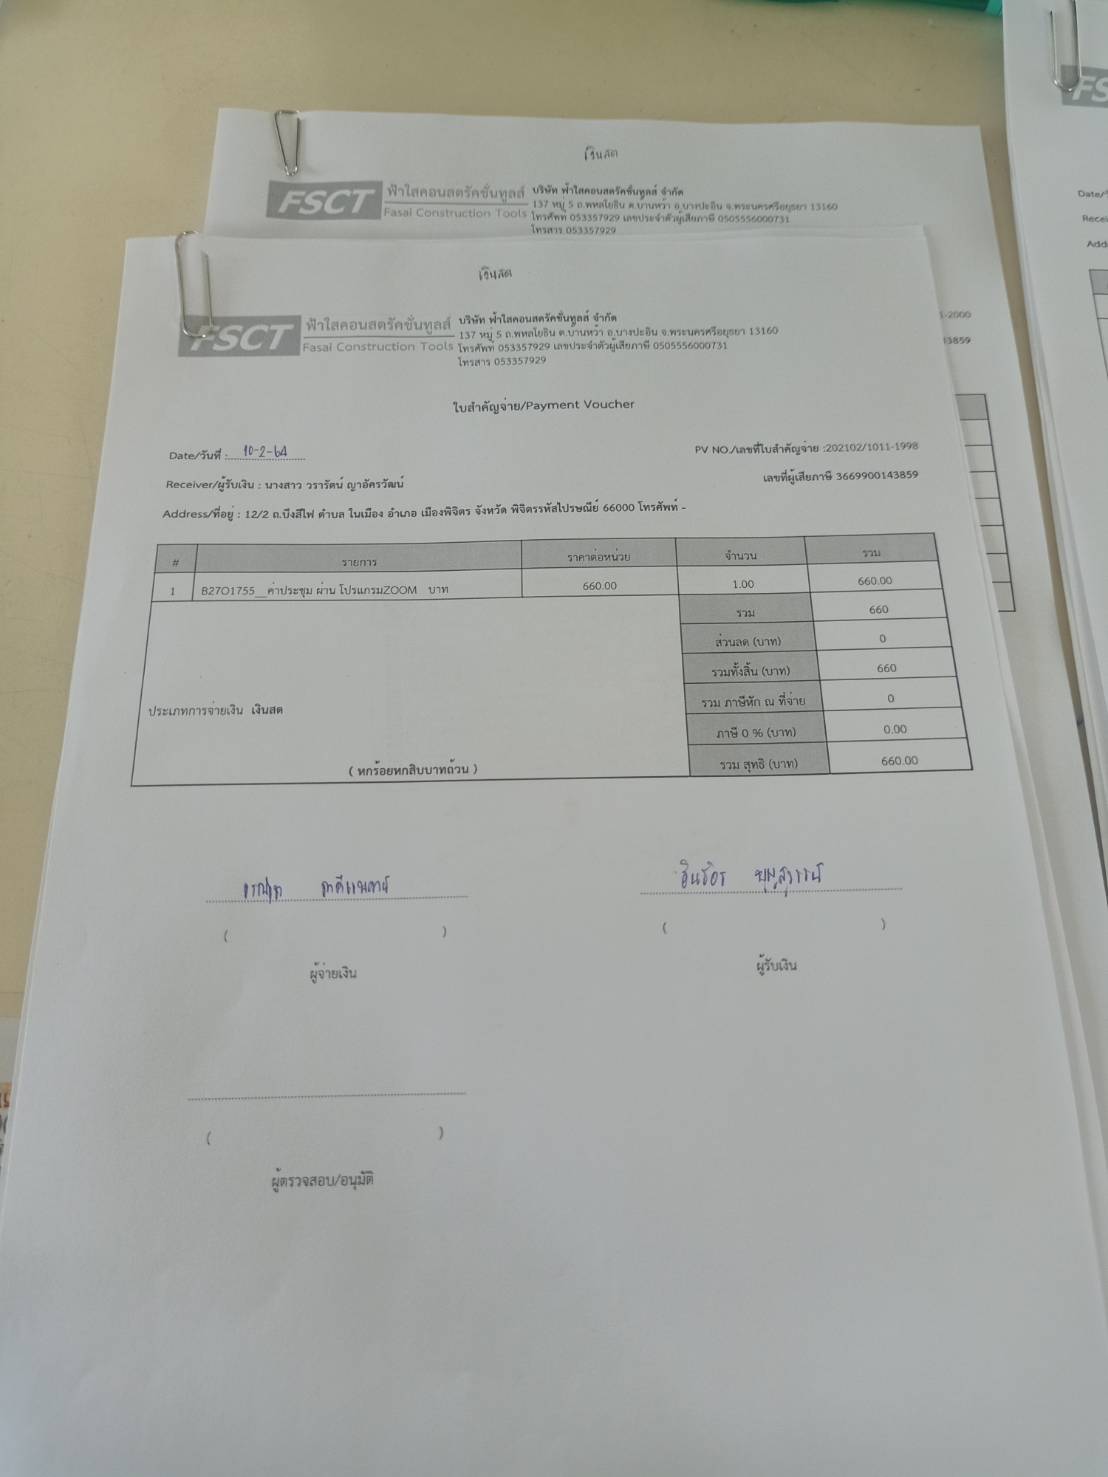 เงินสด
FSCT
ฟ้าใสคอนสตรัคชั่นทูลส์
Fasai Construction Tools
บริษัท ฟ้าใสคอนสตรัคชั่นทูลส์ จำกัด
137 หมู่ 5 ถ.พหลโยธิน ต.บ้านหว้า อ.บางปะอิน จ.พระนครศรีอยุธยา 13160
โทรศัพท์ 053357929 เลขประจำตัวผู้เสียภาษี 0505556000731
โทรสาร 053357929
FS
Date/
Recei
Add
1-2000
13859
เงินสด
FSCT
ฟ้าใสคอนสตรัคชั่นทูลส์
Fasai Construction Tools
บริษัท ฟ้าใสคอนสตรัคชั่นทูลส์ จำกัด
137 หมู่ 5 ถ.พหลโยธิน ต.บ้านหว้า อ.บางปะอิน จ.พระนครศรีอยุธยา 13160
โทรศัพท์ 053357929 เลขประจำตัวผู้เสียภาษี 0505556000731
โทรสาร 053357929
ใบสำคัญจ่าย/Payment Voucher
Date/วันที่ : 10-2-64
PV NO./เลขที่ใบสำคัญจ่าย :202102/1011-1998
Receiver/ผู้รับเงิน : นางสาว วรารัตน์ ญาอัครวัฒน์
เลขที่ผู้เสียภาษี 3669900143859
Address/ที่อยู่ : 12/2 ถ.บึงสีไฟ ตำบล ในเมือง อำเภอ เมืองพิจิตร จังหวัด พิจิตรรหัสไปรษณีย์ 66000 โทรศัพท์ -
# รายการ ราคาต่อหน่วย จำนวน รวม
1 B27O1755__ค่าประชุม ผ่าน โปรแกรมZOOM บาท 660.00 1.00 660.00
รวม 660
ส่วนลด (บาท) 0
รวมทั้งสิ้น (บาท) 660
ประเภทการจ่ายเงิน เงินสด
รวม ภาษีหัก ณ ที่จ่าย 0
ภาษี 0 % (บาท) 0.00
( หกร้อยหกสิบบาทถ้วน )
รวม สุทธิ (บาท) 660.00
( )
( )
ผู้จ่ายเงิน
ผู้รับเงิน
( )
ผู้ตรวจสอบ/อนุมัติ